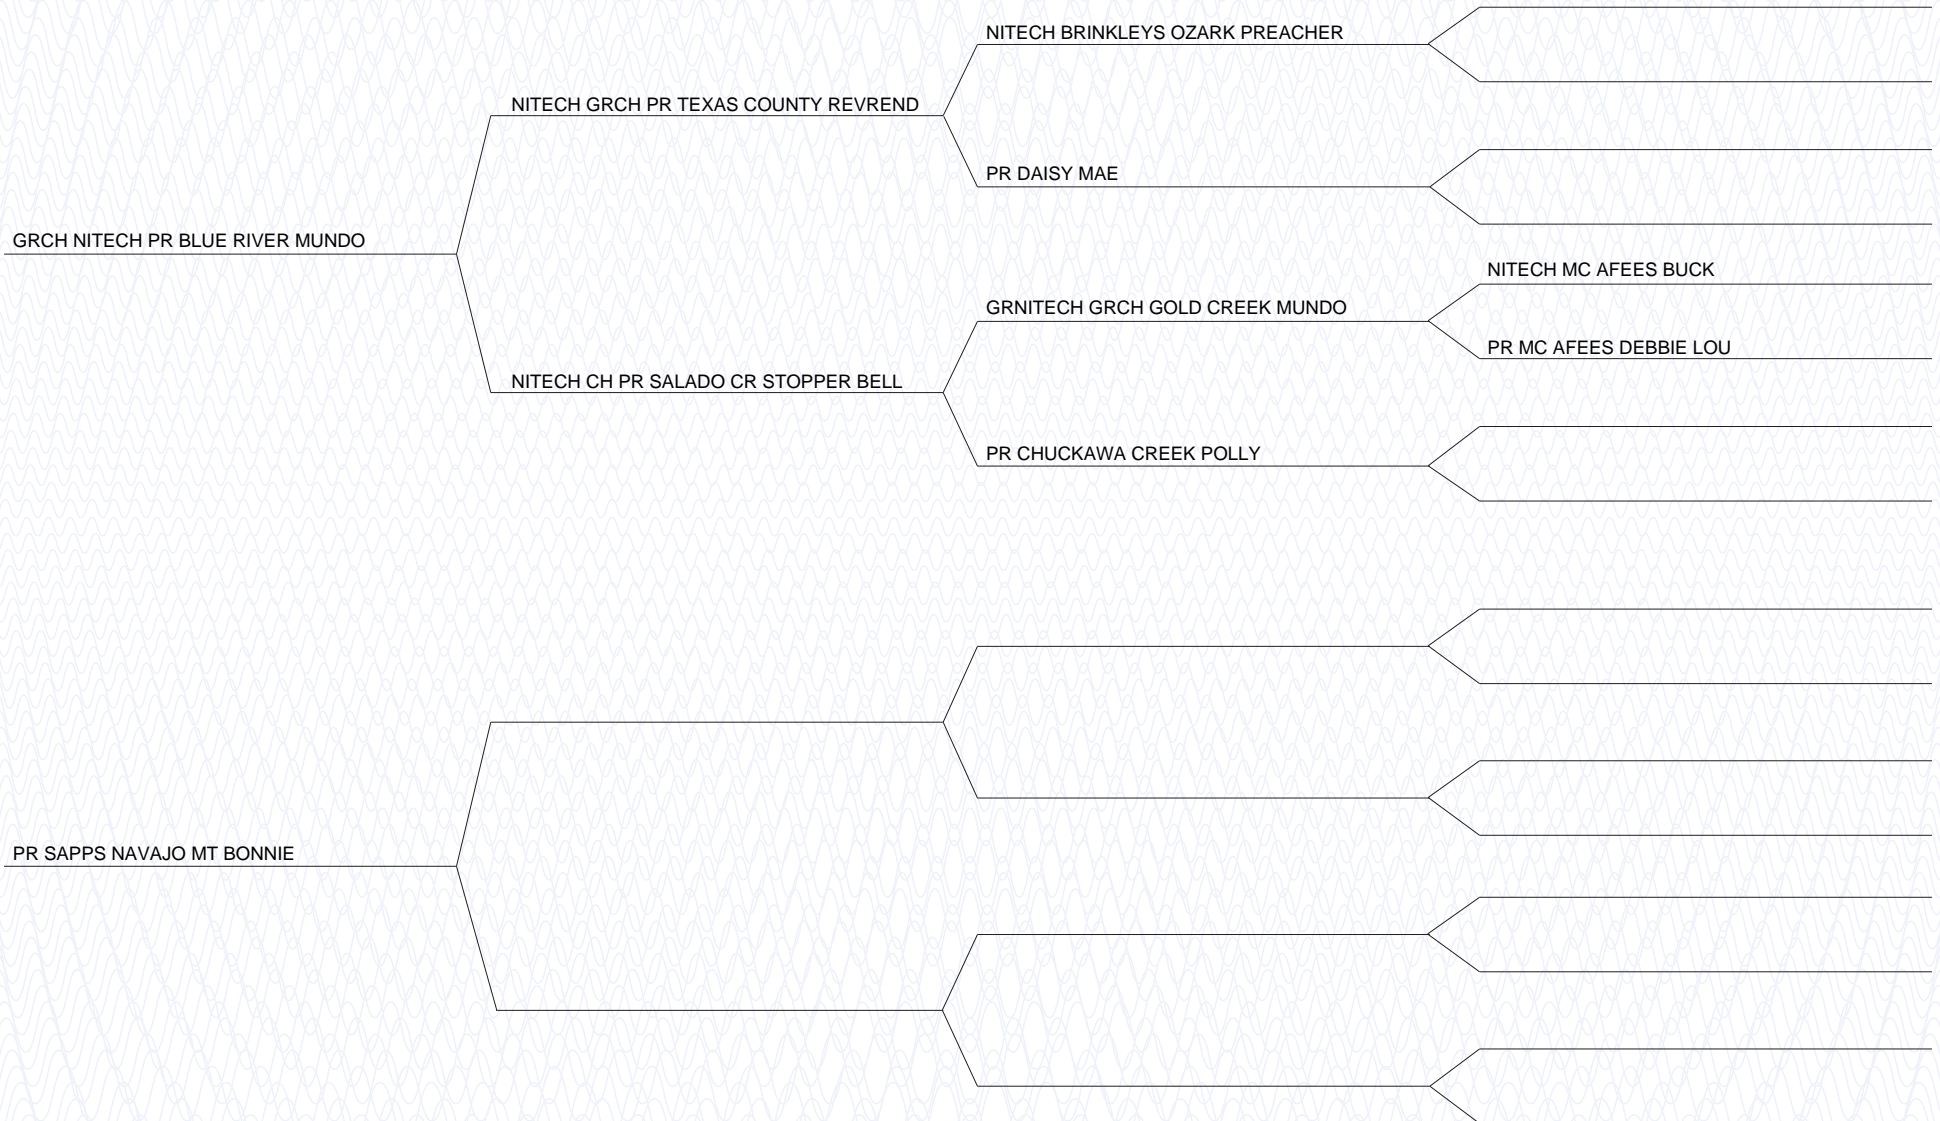 NITECH BRINKLEYS OZARK PREACHER
NITECH GRCH PR TEXAS COUNTY REVREND
PR DAISY MAE
GRCH NITECH PR BLUE RIVER MUNDO
NITECH MC AFEES BUCK
GRNITECH GRCH GOLD CREEK MUNDO
PR MC AFEES DEBBIE LOU
NITECH CH PR SALADO CR STOPPER BELL
PR CHUCKAWA CREEK POLLY
PR SAPPS NAVAJO MT BONNIE